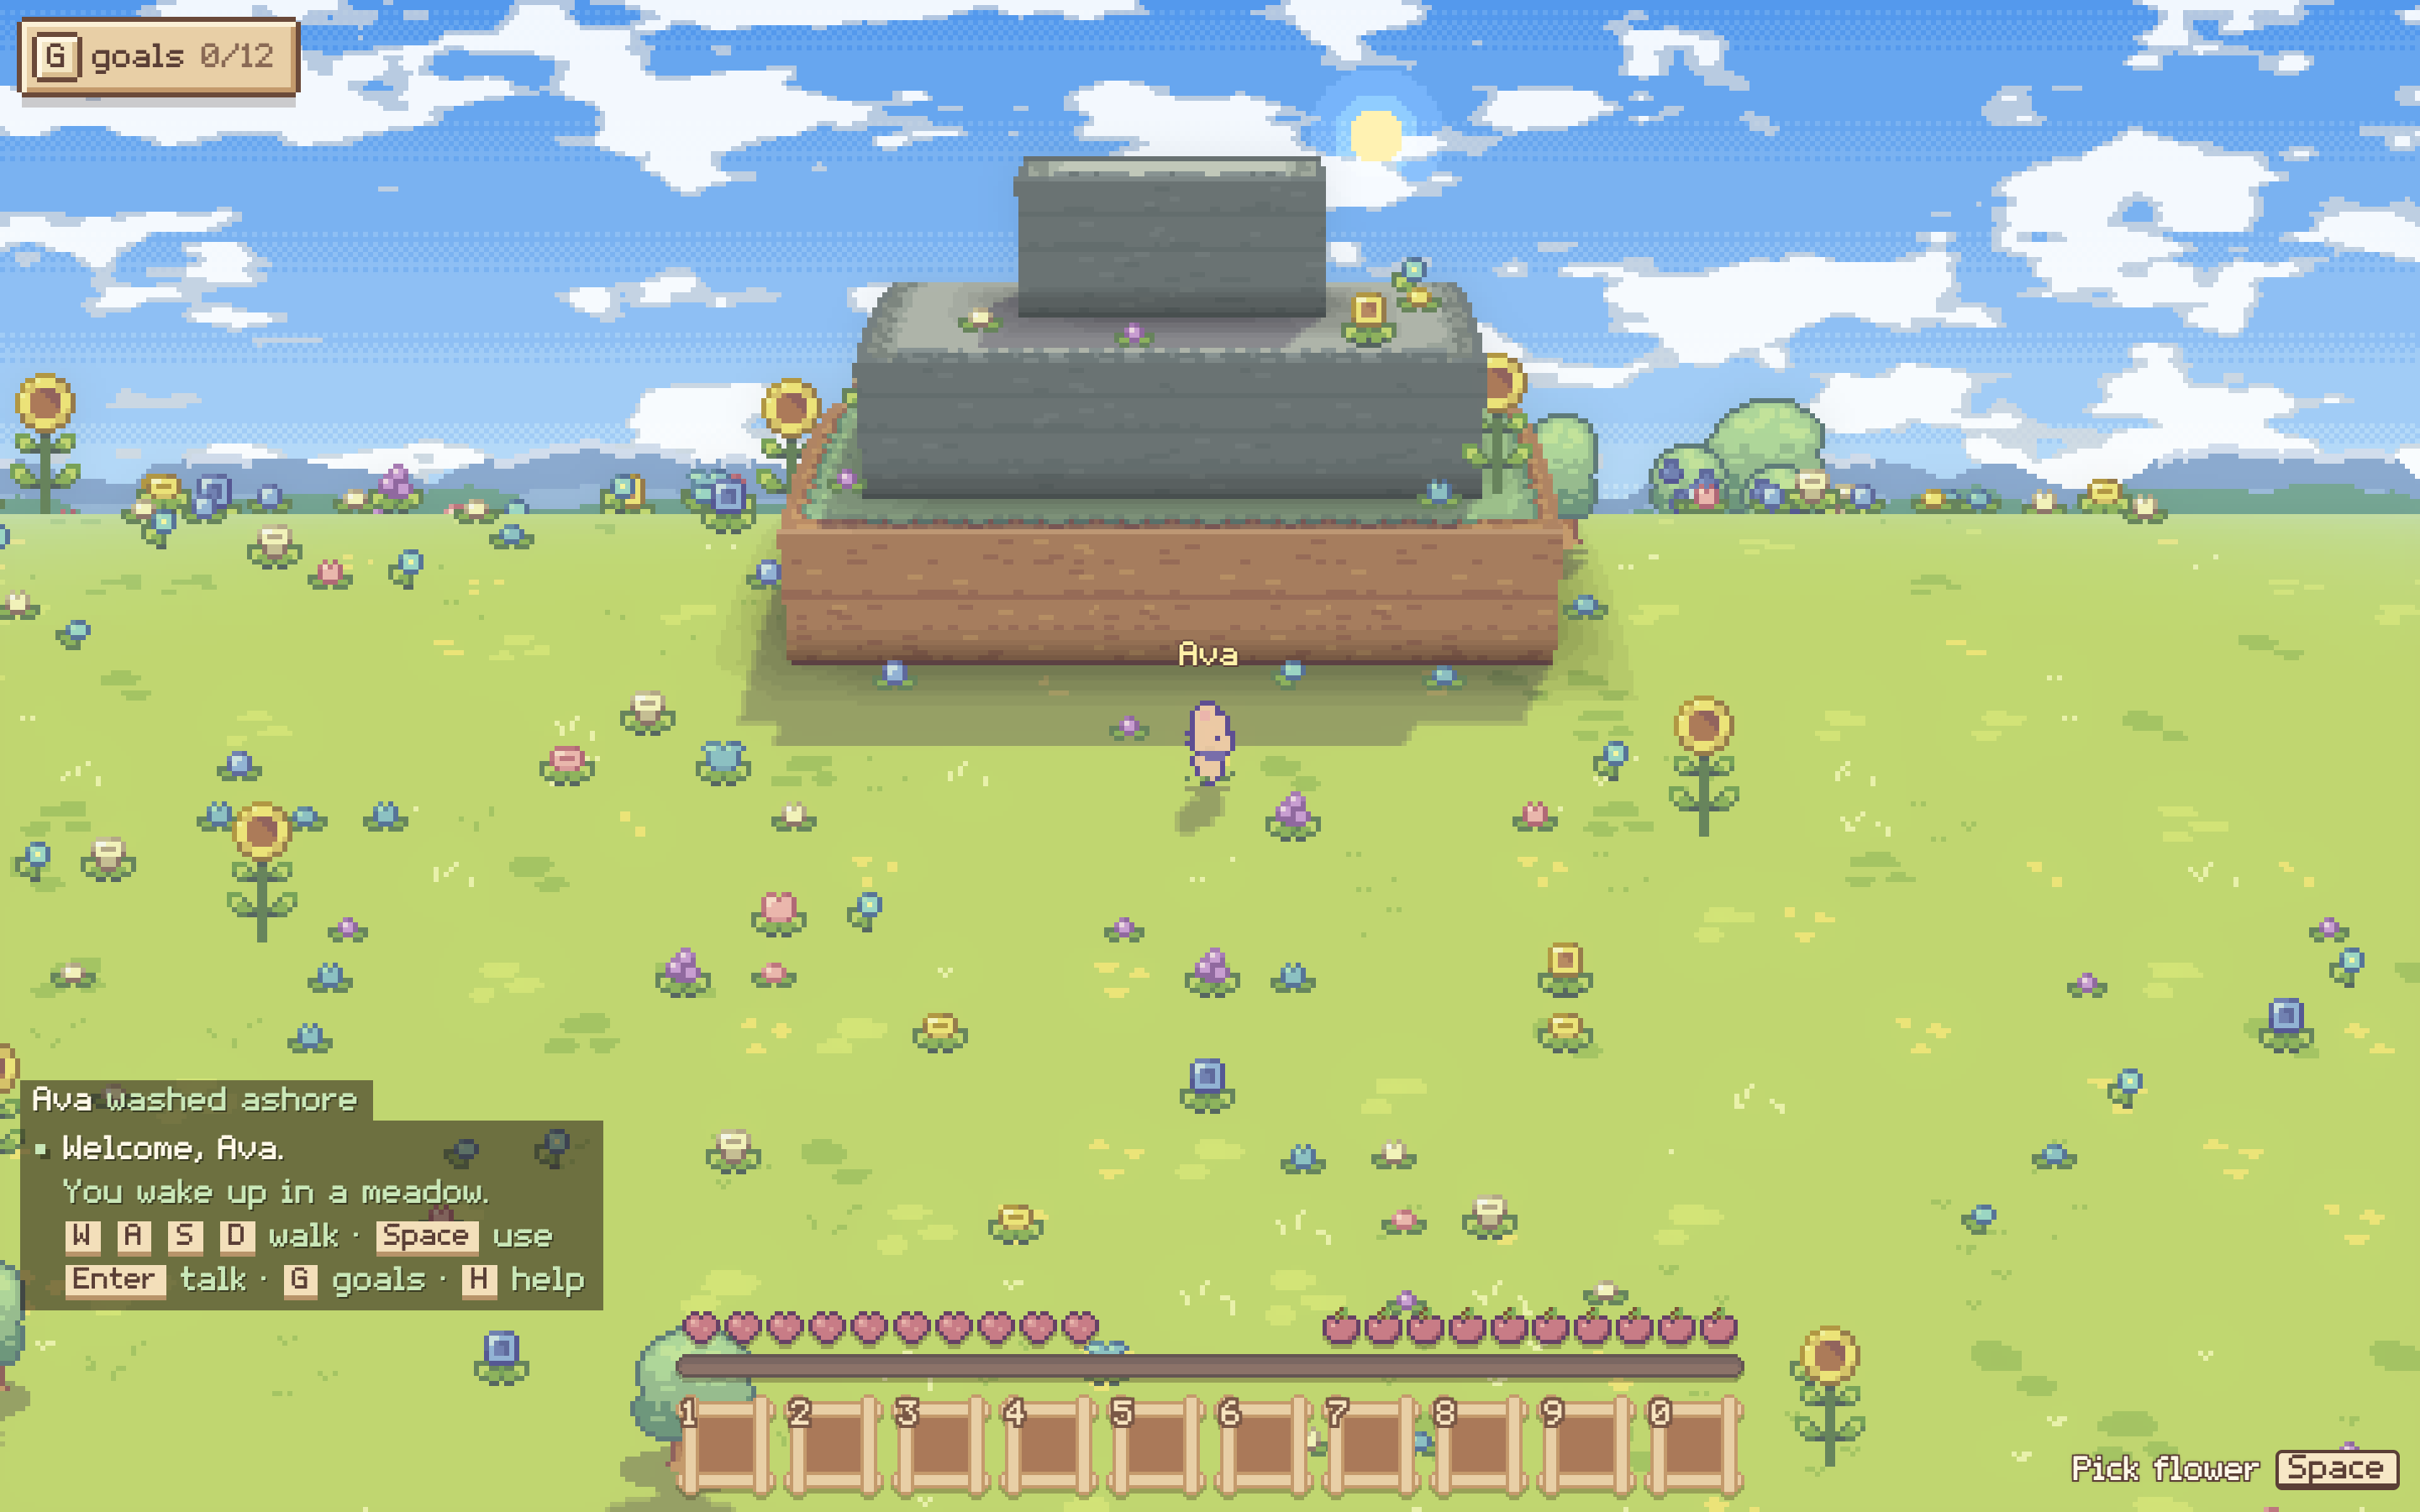 G goals 0/12
Ava
Ava washed ashore
Welcome, Ava.
You wake up in a meadow.
W A S D walk · Space use
Enter talk · G goals · H help
1 2 3 4 5 6 7 8 9 0
Pick flower Space